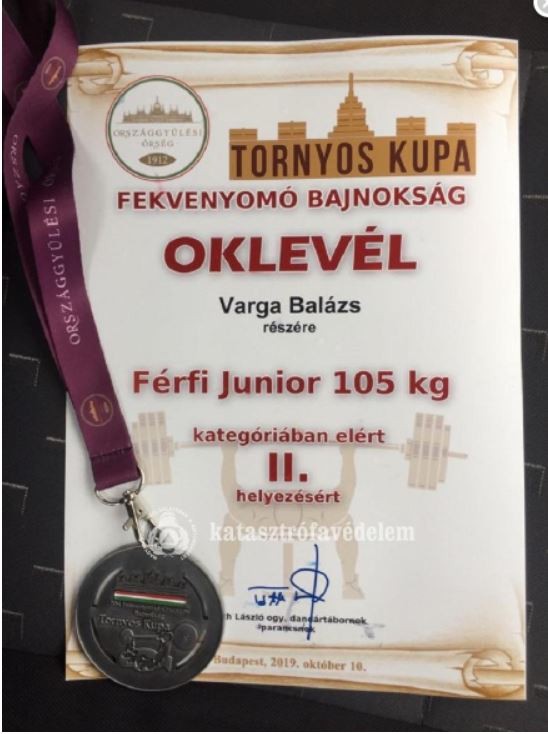 ORSZÁGGYŰLÉSI
ŐRSÉG
1912
TORNYOS KUPA
FEKVENYOMÓ BAJNOKSÁG
OKLEVÉL
Varga Balázs
részére
Férfi Junior 105 kg
kategóriában elért
II.
helyezésért
katasztrófavédelem
László ogy. dandártábornok
parancsnok
Budapest, 2019. október 10.
ORSZÁGGYŰLÉSI
Tornyos Kupa